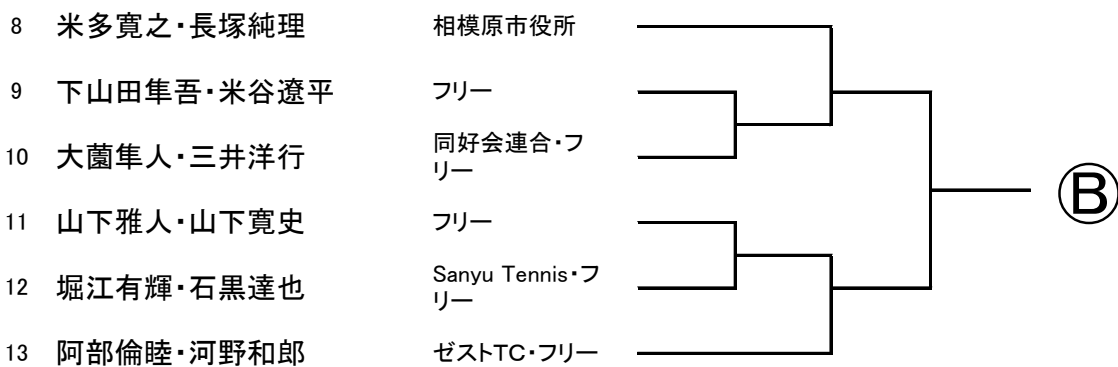 8 米多寛之・長塚純理 相模原市役所
9 下山田隼吾・米谷遼平 フリー
10 大薗隼人・三井洋行 同好会連合・フ
リー
11 山下雅人・山下寛史 フリー
12 堀江有輝・石黒達也 Sanyu Tennis・フ
リー
13 阿部倫睦・河野和郎 ゼストTC・フリー
Ⓑ